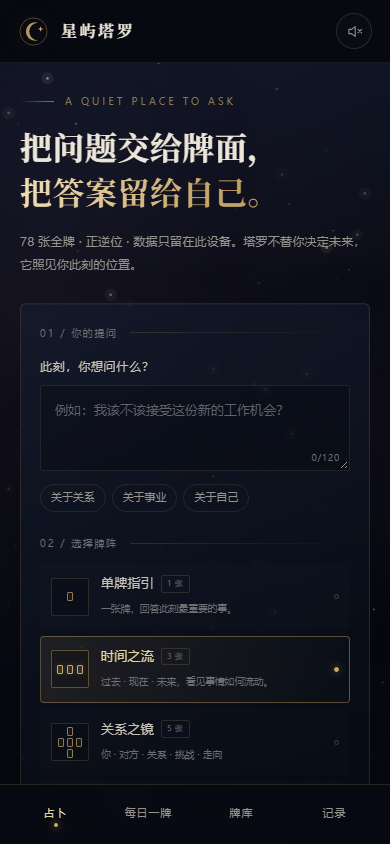 星屿塔罗
A QUIET PLACE TO ASK
把问题交给牌面，
把答案留给自己。
78 张全牌 · 正逆位 · 数据只留在此设备。塔罗不替你决定未来，
它照见你此刻的位置。
01 / 你的提问
此刻，你想问什么？
例如：我该不该接受这份新的工作机会？
0/120
关于关系 关于事业 关于自己
02 / 选择牌阵
单牌指引 1 张
一张牌，回答此刻最重要的事。
时间之流 3 张
过去 · 现在 · 未来，看见事情如何流动。
关系之镜 5 张
你 · 对方 · 关系 · 挑战 · 走向
占卜 每日一牌 牌库 记录